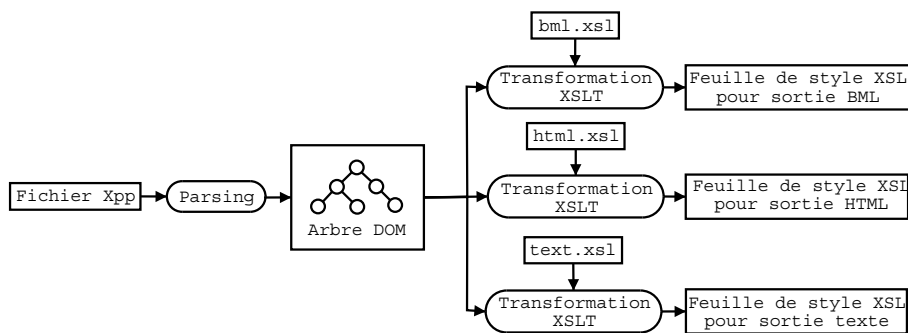 bml.xsl
Transformation
XSLT
Feuille de style XSL
pour sortie BML
html.xsl
Fichier Xpp
Parsing
Arbre DOM
Transformation
XSLT
Feuille de style XSL
pour sortie HTML
text.xsl
Transformation
XSLT
Feuille de style XSL
pour sortie texte